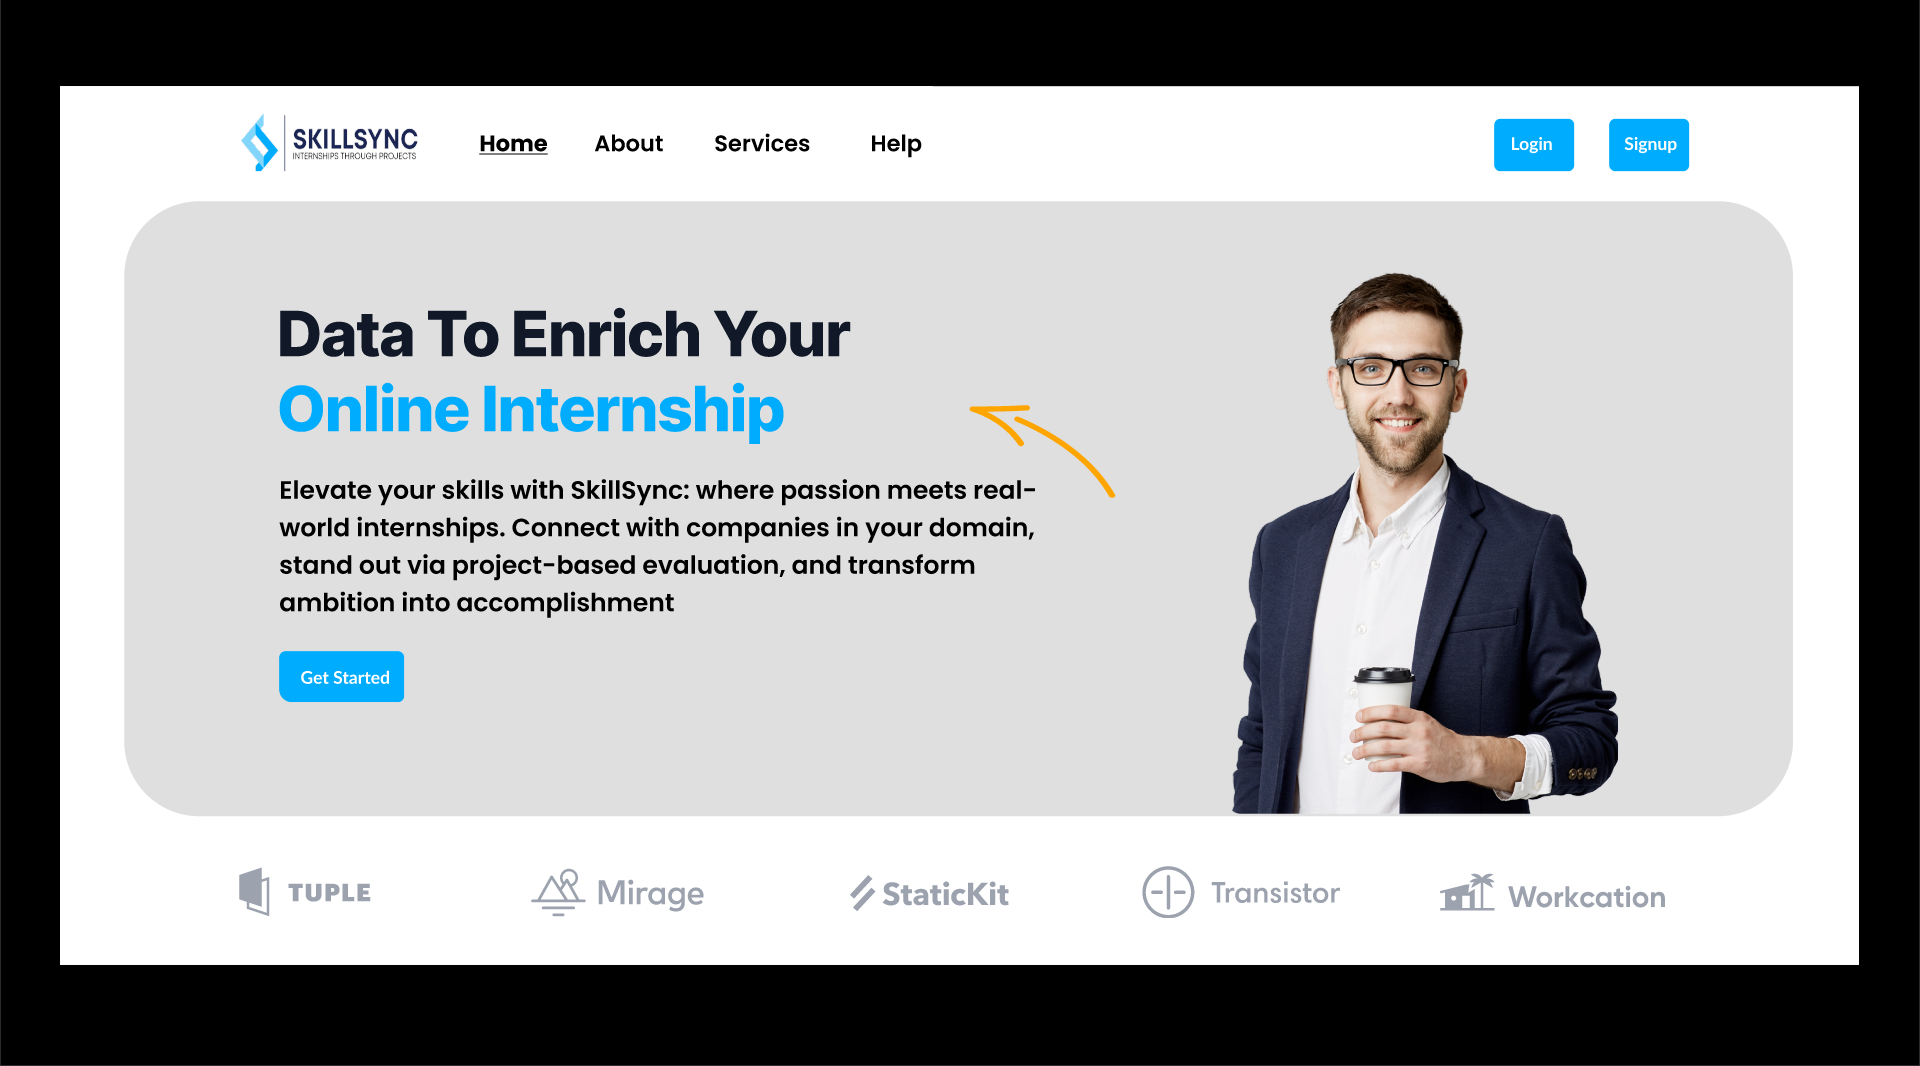 SKILLSYNC
INTERNSHIPS THROUGH PROJECTS
Home About Services Help
Login Signup
Data To Enrich Your
Online Internship
Elevate your skills with SkillSync: where passion meets real-
world internships. Connect with companies in your domain,
stand out via project-based evaluation, and transform
ambition into accomplishment
Get Started
TUPLE Mirage StaticKit Transistor Workcation